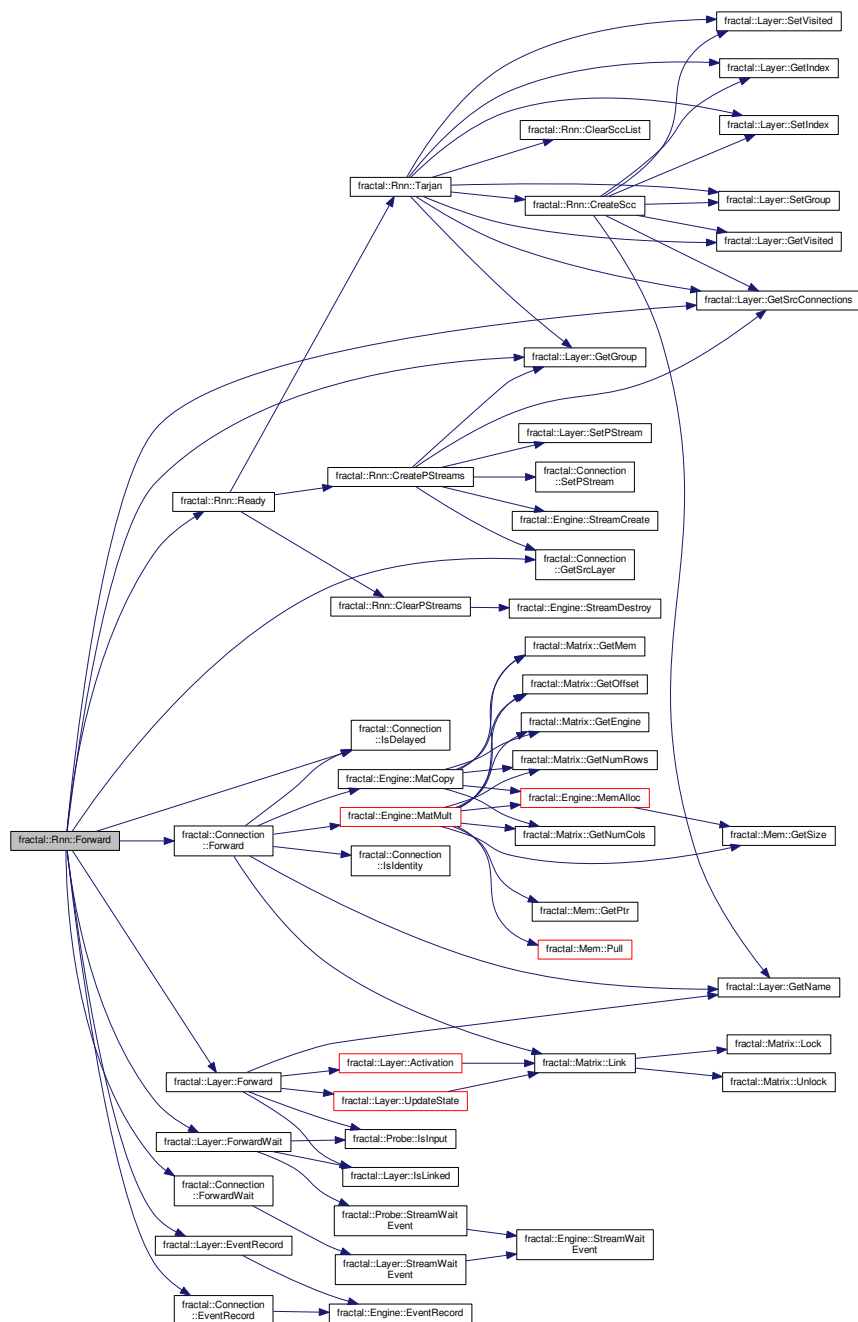 fractal::Layer::SetVisited
fractal::Layer::GetIndex
fractal::Layer::SetIndex
fractal::Rnn::ClearSccList
fractal::Rnn::Tarjan
fractal::Layer::SetGroup
fractal::Rnn::CreateScc
fractal::Layer::GetVisited
fractal::Layer::GetSrcConnections
fractal::Layer::GetGroup
fractal::Layer::SetPStream
fractal::Rnn::CreatePStreams
fractal::Connection
::SetPStream
fractal::Rnn::Ready
fractal::Engine::StreamCreate
fractal::Connection
::GetSrcLayer
fractal::Rnn::ClearPStreams
fractal::Engine::StreamDestroy
fractal::Matrix::GetMem
fractal::Matrix::GetOffset
fractal::Matrix::GetEngine
fractal::Connection
::IsDelayed
fractal::Matrix::GetNumRows
fractal::Engine::MatCopy
fractal::Engine::MemAlloc
fractal::Engine::MatMult
fractal::Matrix::GetNumCols
fractal::Mem::GetSize
fractal::Rnn::Forward
fractal::Connection
::Forward
fractal::Connection
::IsIdentity
fractal::Mem::GetPtr
fractal::Mem::Pull
fractal::Layer::GetName
fractal::Matrix::Lock
fractal::Layer::Activation
fractal::Matrix::Link
fractal::Layer::Forward
fractal::Matrix::Unlock
fractal::Layer::UpdateState
fractal::Layer::ForwardWait
fractal::Probe::IsInput
fractal::Layer::IsLinked
fractal::Connection
::ForwardWait
fractal::Probe::StreamWait
Event
fractal::Engine::StreamWait
Event
fractal::Layer::EventRecord
fractal::Layer::StreamWait
Event
fractal::Connection
::EventRecord
fractal::Engine::EventRecord